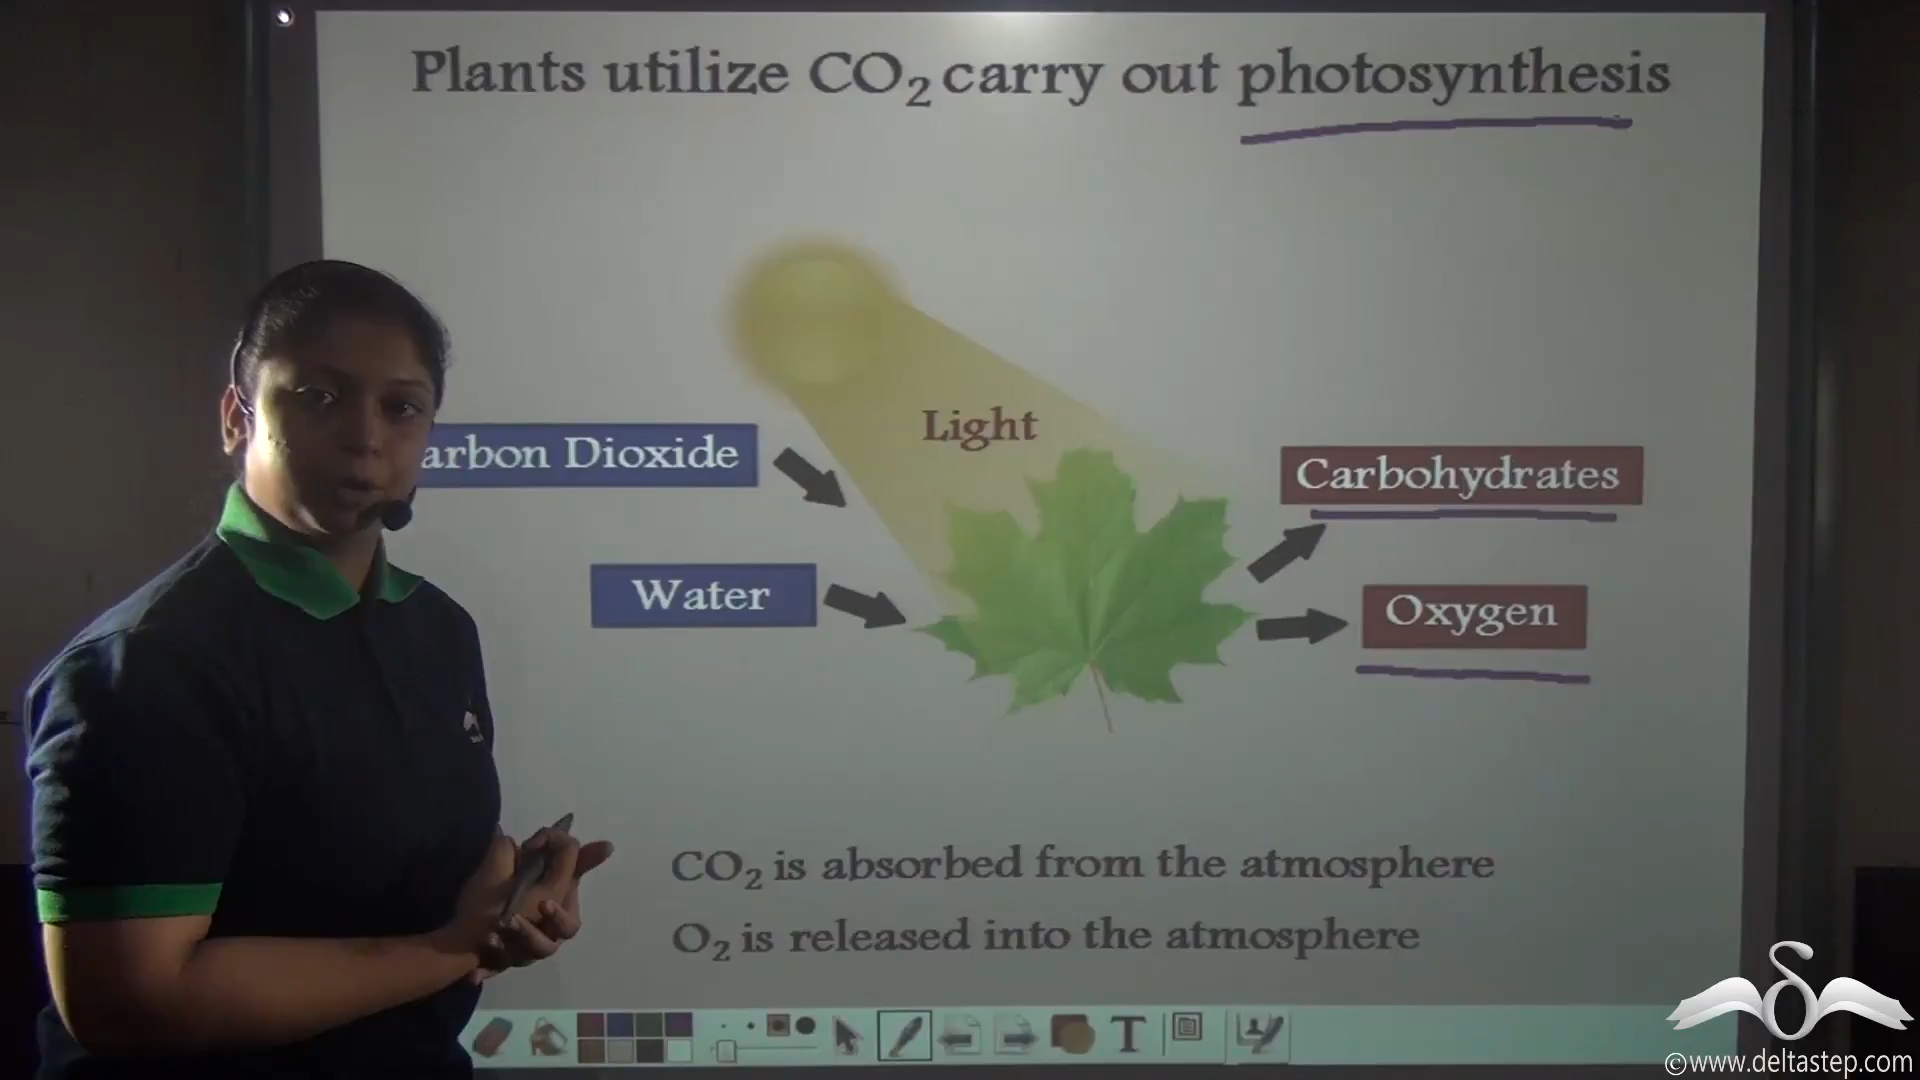 Plants utilize CO₂ carry out photosynthesis
Light
arbon Dioxide
Carbohydrates
Water
Oxygen
CO₂ is absorbed from the atmosphere
O₂ is released into the atmosphere
T
©www.deltastep.com